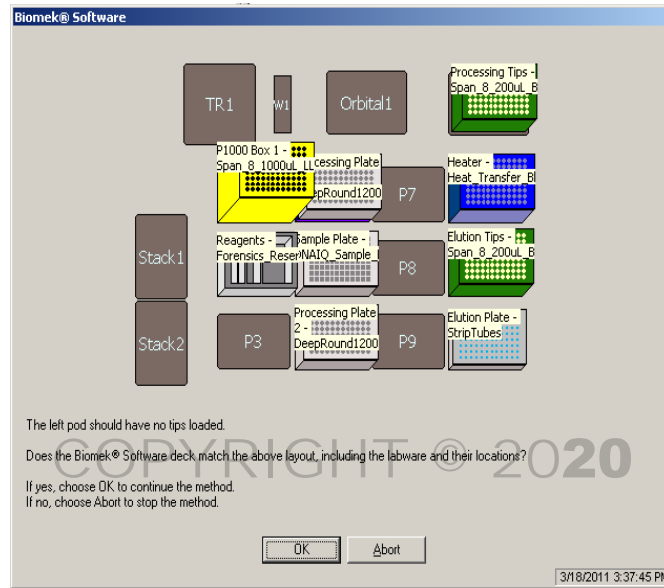 Biomek® Software
TR1
W1
Orbital1
Processing Tips -
Span_8_200uL_B
P1000 Box 1 -
Span_8_1000uL_LL
cessing Plate
eepRound1200
P7
Heater -
Heat_Transfer_Bl
Stack1
Reagents -
Forensics_Reser
Sample Plate -
DNAIQ_Sample_
P8
Elution Tips -
Span_8_200uL_B
Stack2
P3
Processing Plate
2 -
DeepRound1200
P9
Elution Plate -
StripTubes
The left pod should have no tips loaded.
Does the Biomek® Software deck match the above layout, including the labware and their locations?
COPYRIGHT © 2020
If yes, choose OK to continue the method.
If no, choose Abort to stop the method.
OK
Abort
3/18/2011 3:37:45 P